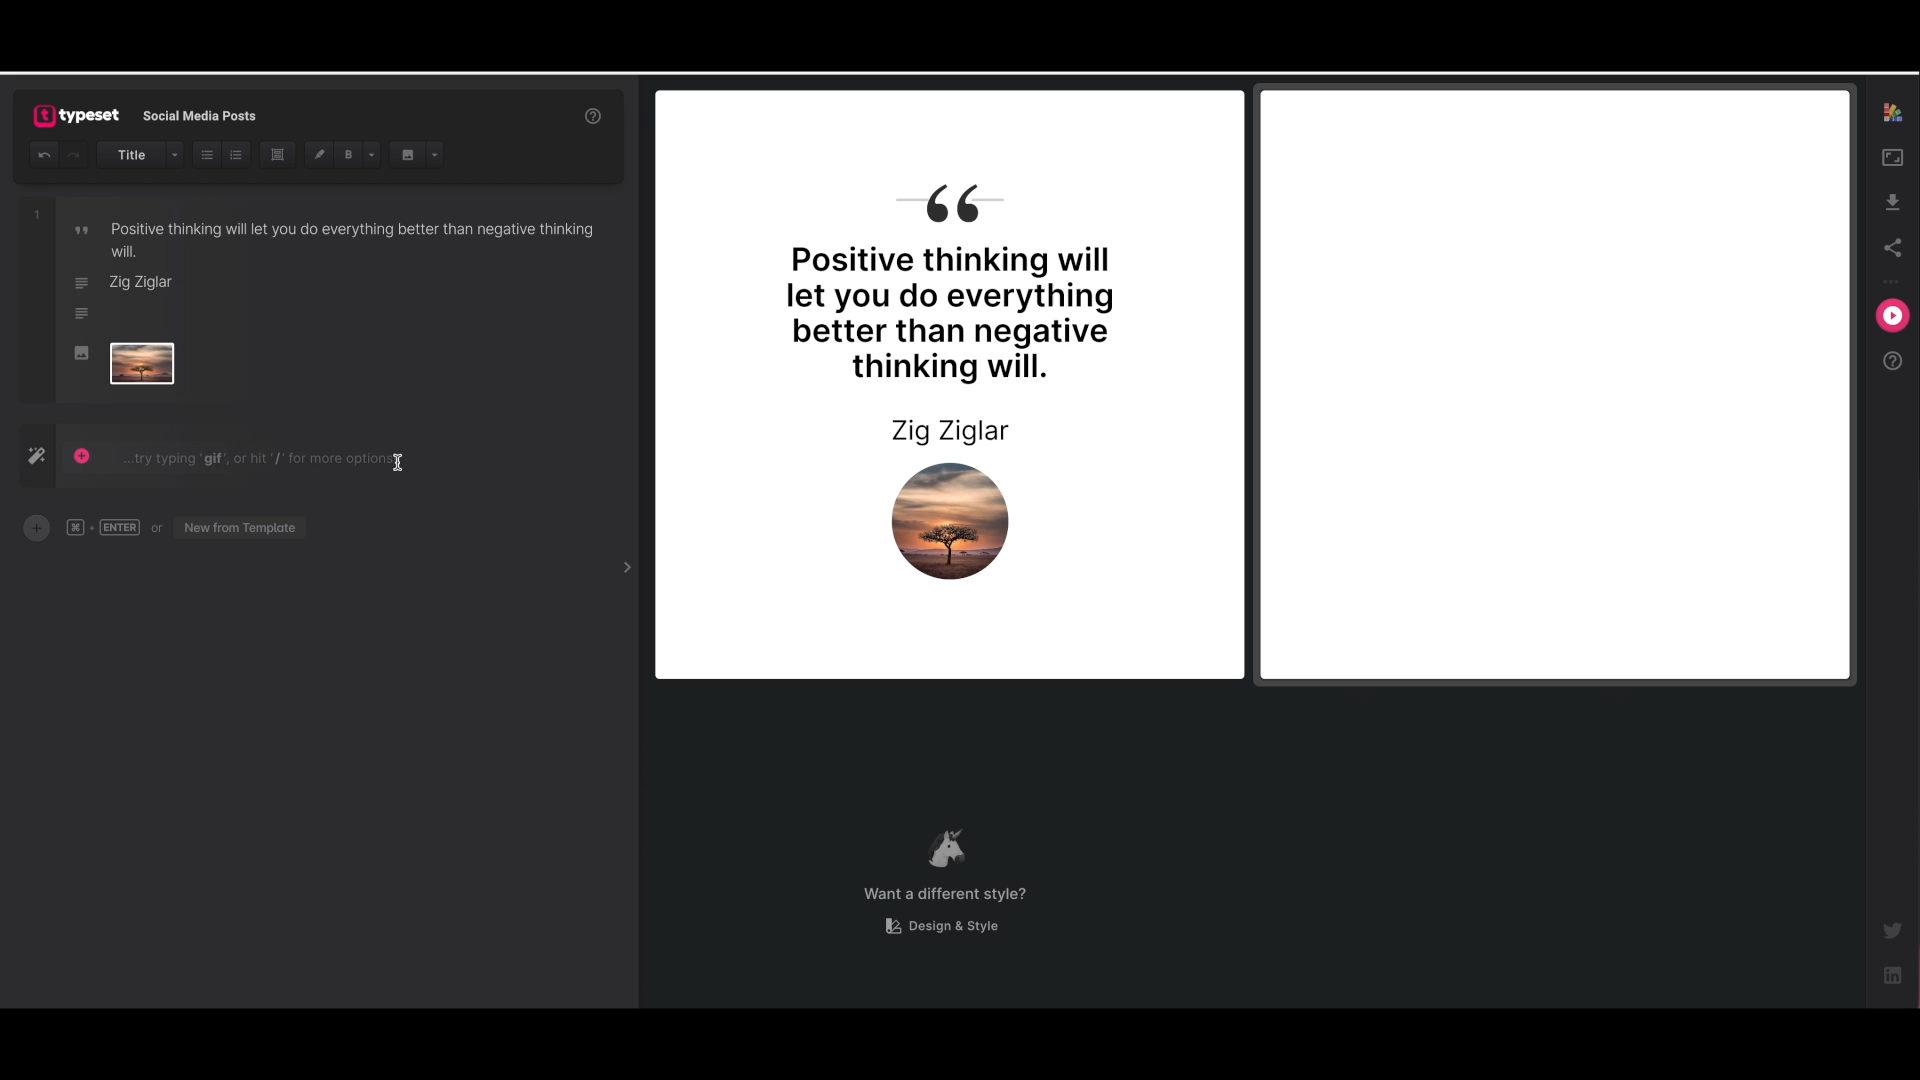 typeset Social Media Posts
Title B
1
Positive thinking will let you do everything better than negative thinking
will.
Zig Ziglar
...try typing 'gif', or hit '/' for more options
⌘ + ENTER or New from Template
“
Positive thinking will
let you do everything
better than negative
thinking will.
Zig Ziglar
Want a different style?
Design & Style